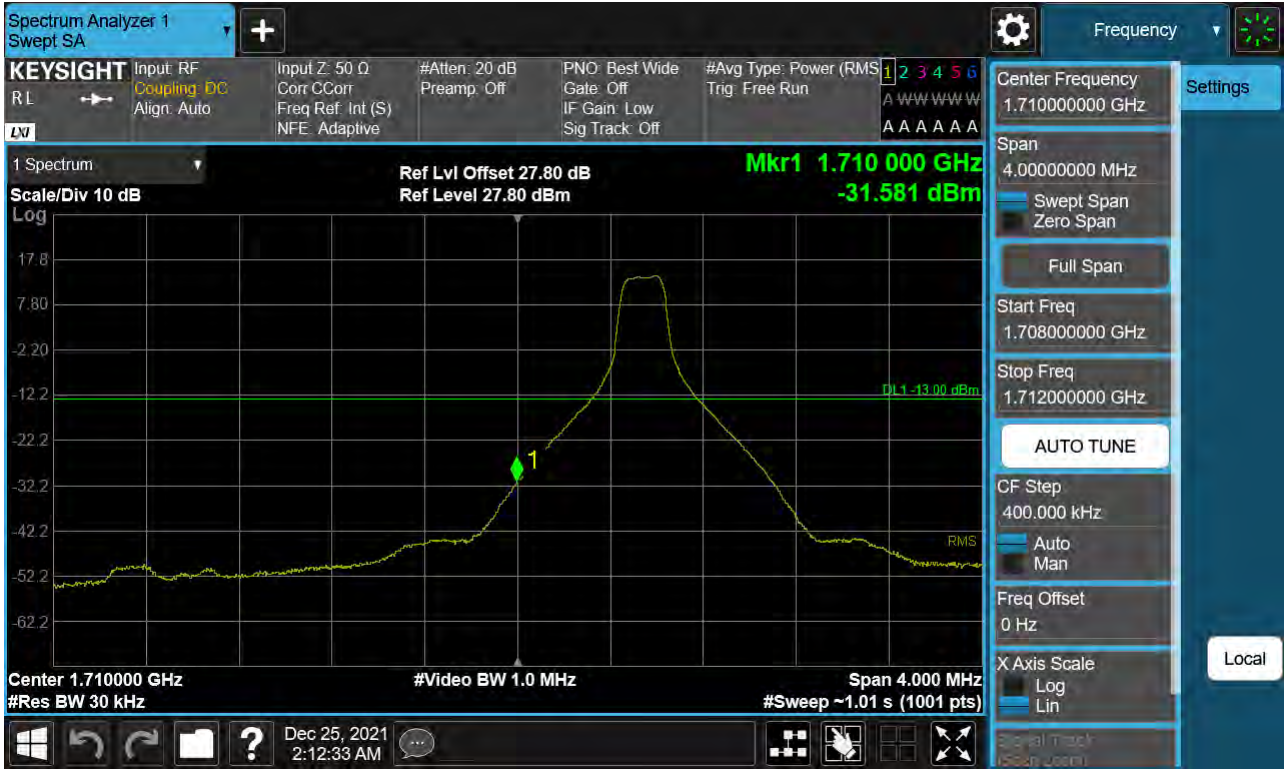 Spectrum Analyzer 1
Swept SA
Frequency
KEYSIGHT
R L
LXI
Input: RF
Coupling: DC
Align: Auto
Input Z: 50 Ω
Corr CCorr
Freq Ref: Int (S)
NFE: Adaptive
#Atten: 20 dB
Preamp: Off
PNO: Best Wide
Gate: Off
IF Gain: Low
Sig Track: Off
#Avg Type: Power (RMS
Trig: Free Run
1 2 3 4 5 6
A W W W W W
A A A A A A
1 Spectrum
Scale/Div 10 dB
Log
Ref Lvl Offset 27.80 dB
Ref Level 27.80 dBm
Mkr1 1.710 000 GHz
-31.581 dBm
17.8
7.80
-2.20
-12.2
-22.2
-32.2
-42.2
-52.2
-62.2
DL1 -13.00 dBm
1
RMS
Center 1.710000 GHz
#Res BW 30 kHz
#Video BW 1.0 MHz
Span 4.000 MHz
#Sweep ~1.01 s (1001 pts)
Center Frequency
1.710000000 GHz
Span
4.00000000 MHz
Swept Span
Zero Span
Full Span
Start Freq
1.708000000 GHz
Stop Freq
1.712000000 GHz
AUTO TUNE
CF Step
400.000 kHz
Auto
Man
Freq Offset
0 Hz
X Axis Scale
Log
Lin
Signal Track
(Span Zoom)
Settings
Local
?
Dec 25, 2021
2:12:33 AM